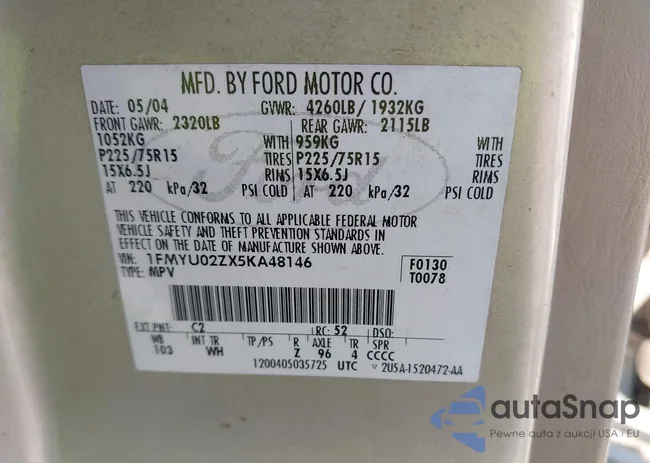 MFD. BY FORD MOTOR CO.
DATE: 05/04 GVWR: 4260LB/ 1932KG
FRONT GAWR: 2320LB REAR GAWR: 2115LB
1052KG WITH 959KG WITH
P225/75R15 TIRES P225/75R15 TIRES
15X6.5J RIMS 15X6.5J RIMS
AT 220 kPa/32 PSI COLD AT 220 kPa/32 PSI COLD
THIS VEHICLE CONFORMS TO ALL APPLICABLE FEDERAL MOTOR
VEHICLE SAFETY AND THEFT PREVENTION STANDARDS IN
EFFECT ON THE DATE OF MANUFACTURE SHOWN ABOVE.
VIN: 1FMYU02ZX5KA48146 F0130
TYPE: MPV T0078
Ford
EXT PNT: C2 RC: 52 DSO:
WB INT TR TP/PS R AXLE TR SPR
103 WH Z 96 4 CCCC
1200405035725 UTC 2U5A-1520472-AA
autaSnap
Pewne auta z aukcji USA i EU